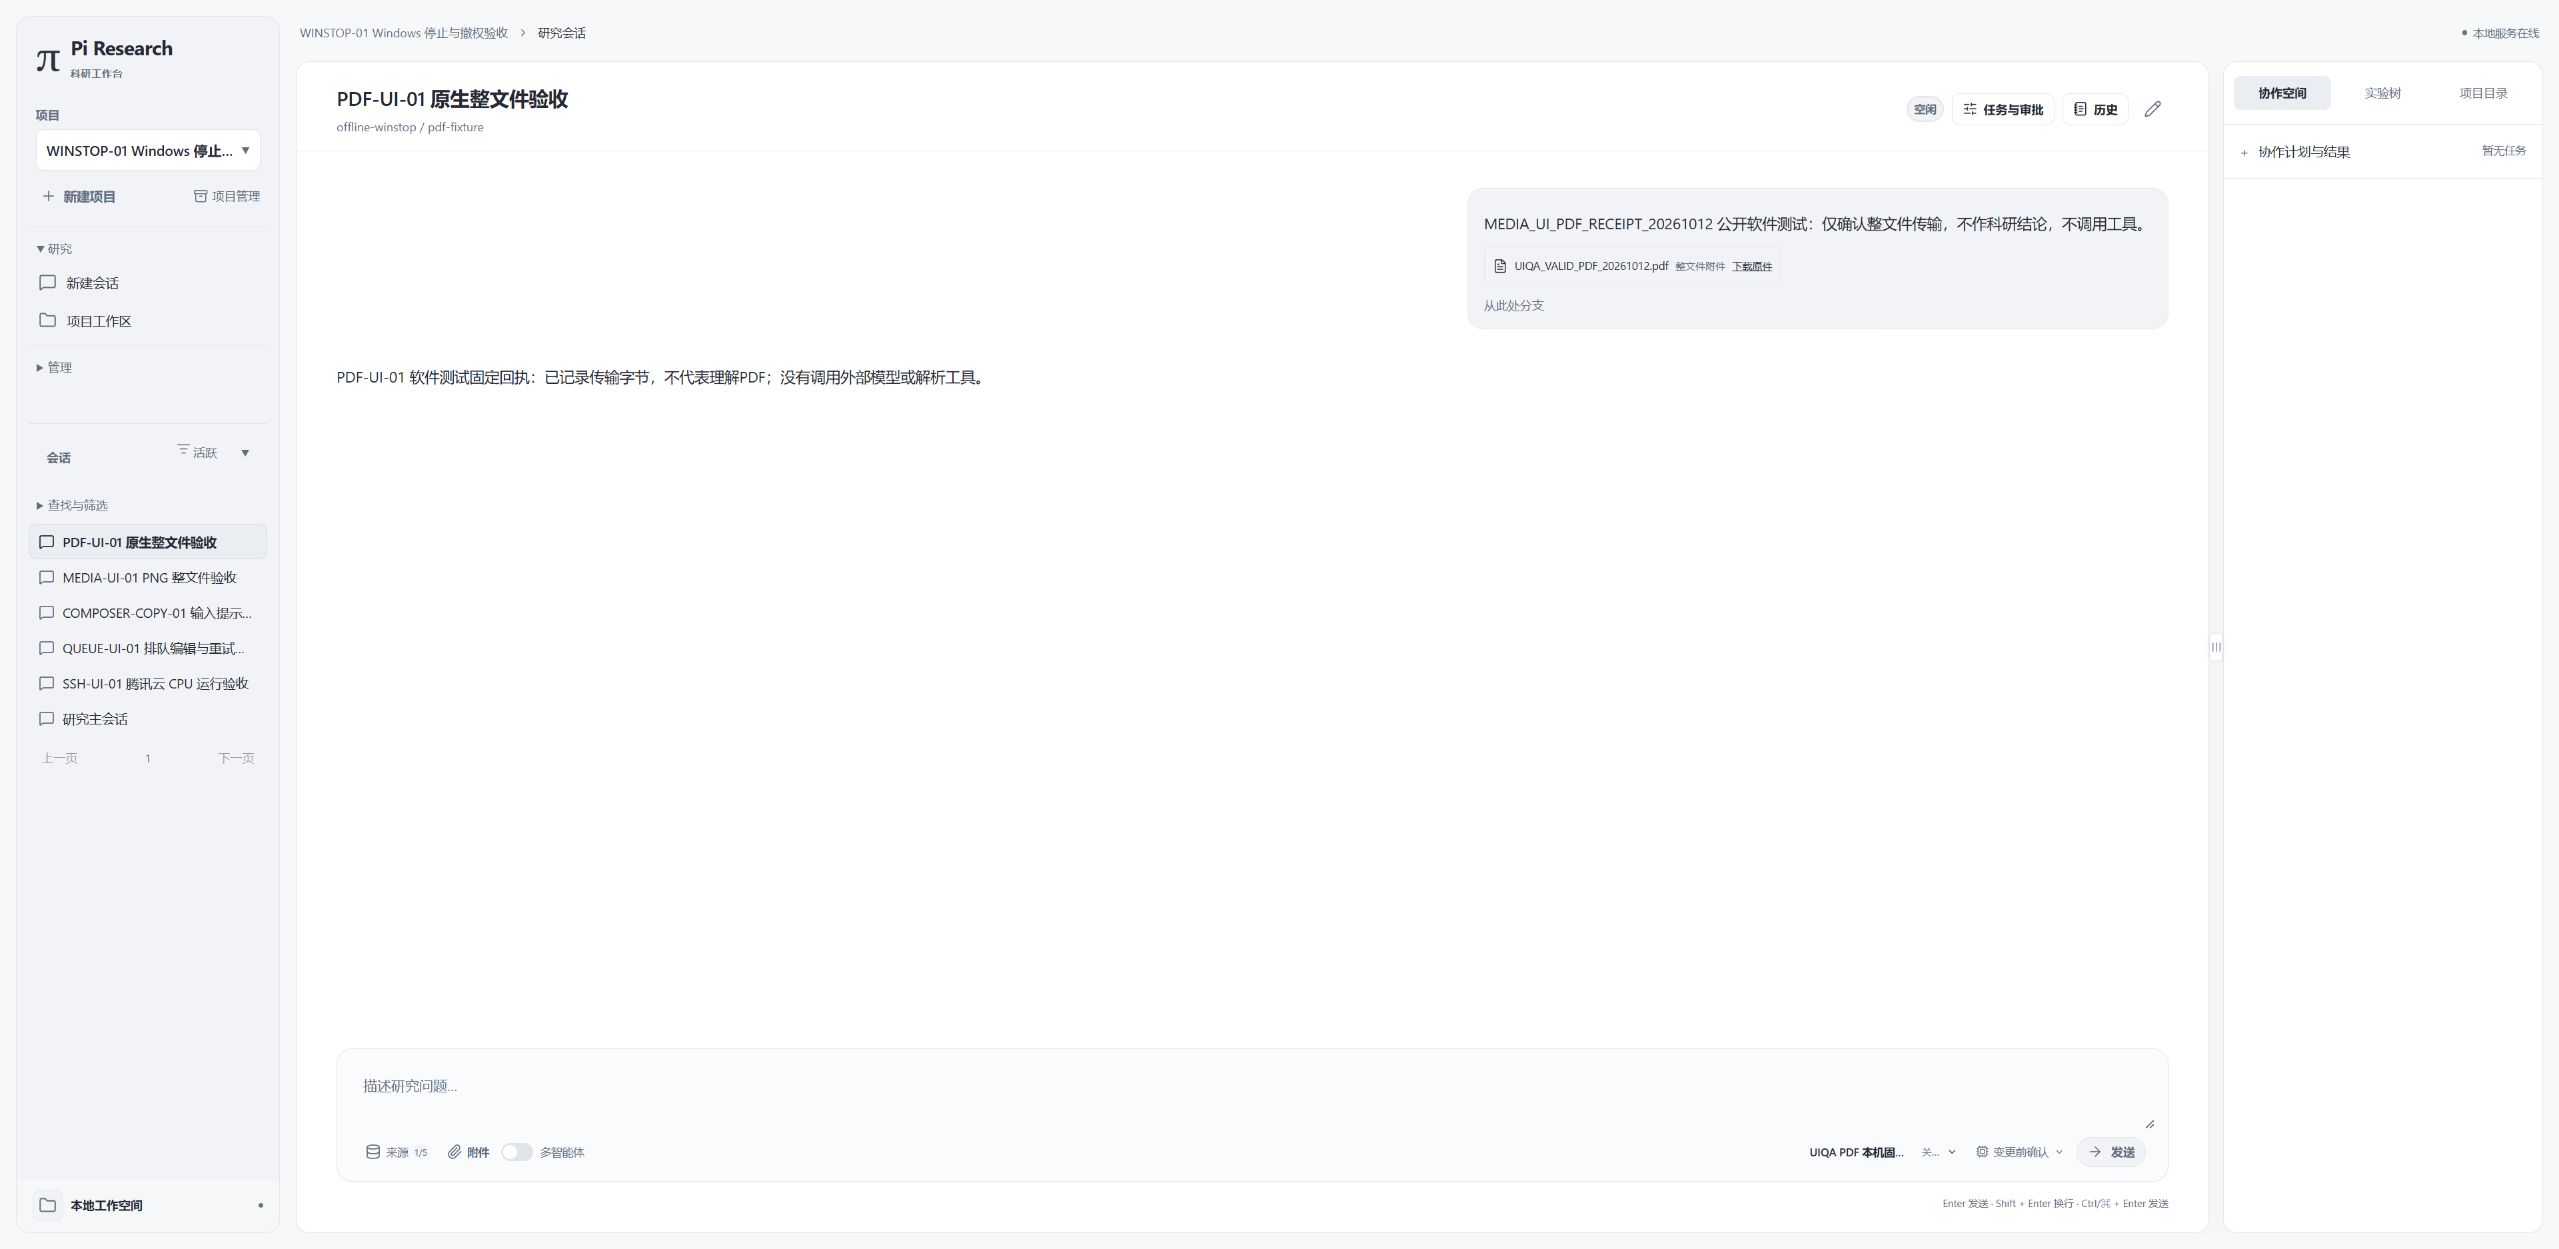 Pi Research
科研工作台
项目
WINSTOP-01 Windows 停止...
新建项目
项目管理
研究
新建会话
项目工作区
管理
会话
活跃
查找与筛选
PDF-UI-01 原生整文件验收
MEDIA-UI-01 PNG 整文件验收
COMPOSER-COPY-01 输入提示...
QUEUE-UI-01 排队编辑与重试...
SSH-UI-01 腾讯云 CPU 运行验收
研究主会话
上一页 1 下一页
本地工作空间
WINSTOP-01 Windows 停止与撤权验收 › 研究会话
本地服务在线
PDF-UI-01 原生整文件验收
offline-winstop / pdf-fixture
空闲
任务与审批
历史
MEDIA_UI_PDF_RECEIPT_20261012 公开软件测试：仅确认整文件传输，不作科研结论，不调用工具。
UIQA_VALID_PDF_20261012.pdf 整文件附件 下载原件
从此处分支
PDF-UI-01 软件测试固定回执：已记录传输字节，不代表理解PDF；没有调用外部模型或解析工具。
描述研究问题...
来源 1/5
附件
多智能体
UIQA PDF 本机固...
关...
变更前确认
发送
Enter 发送 · Shift + Enter 换行 · Ctrl/⌘ + Enter 发送
协作空间
实验树
项目目录
+ 协作计划与结果
暂无任务